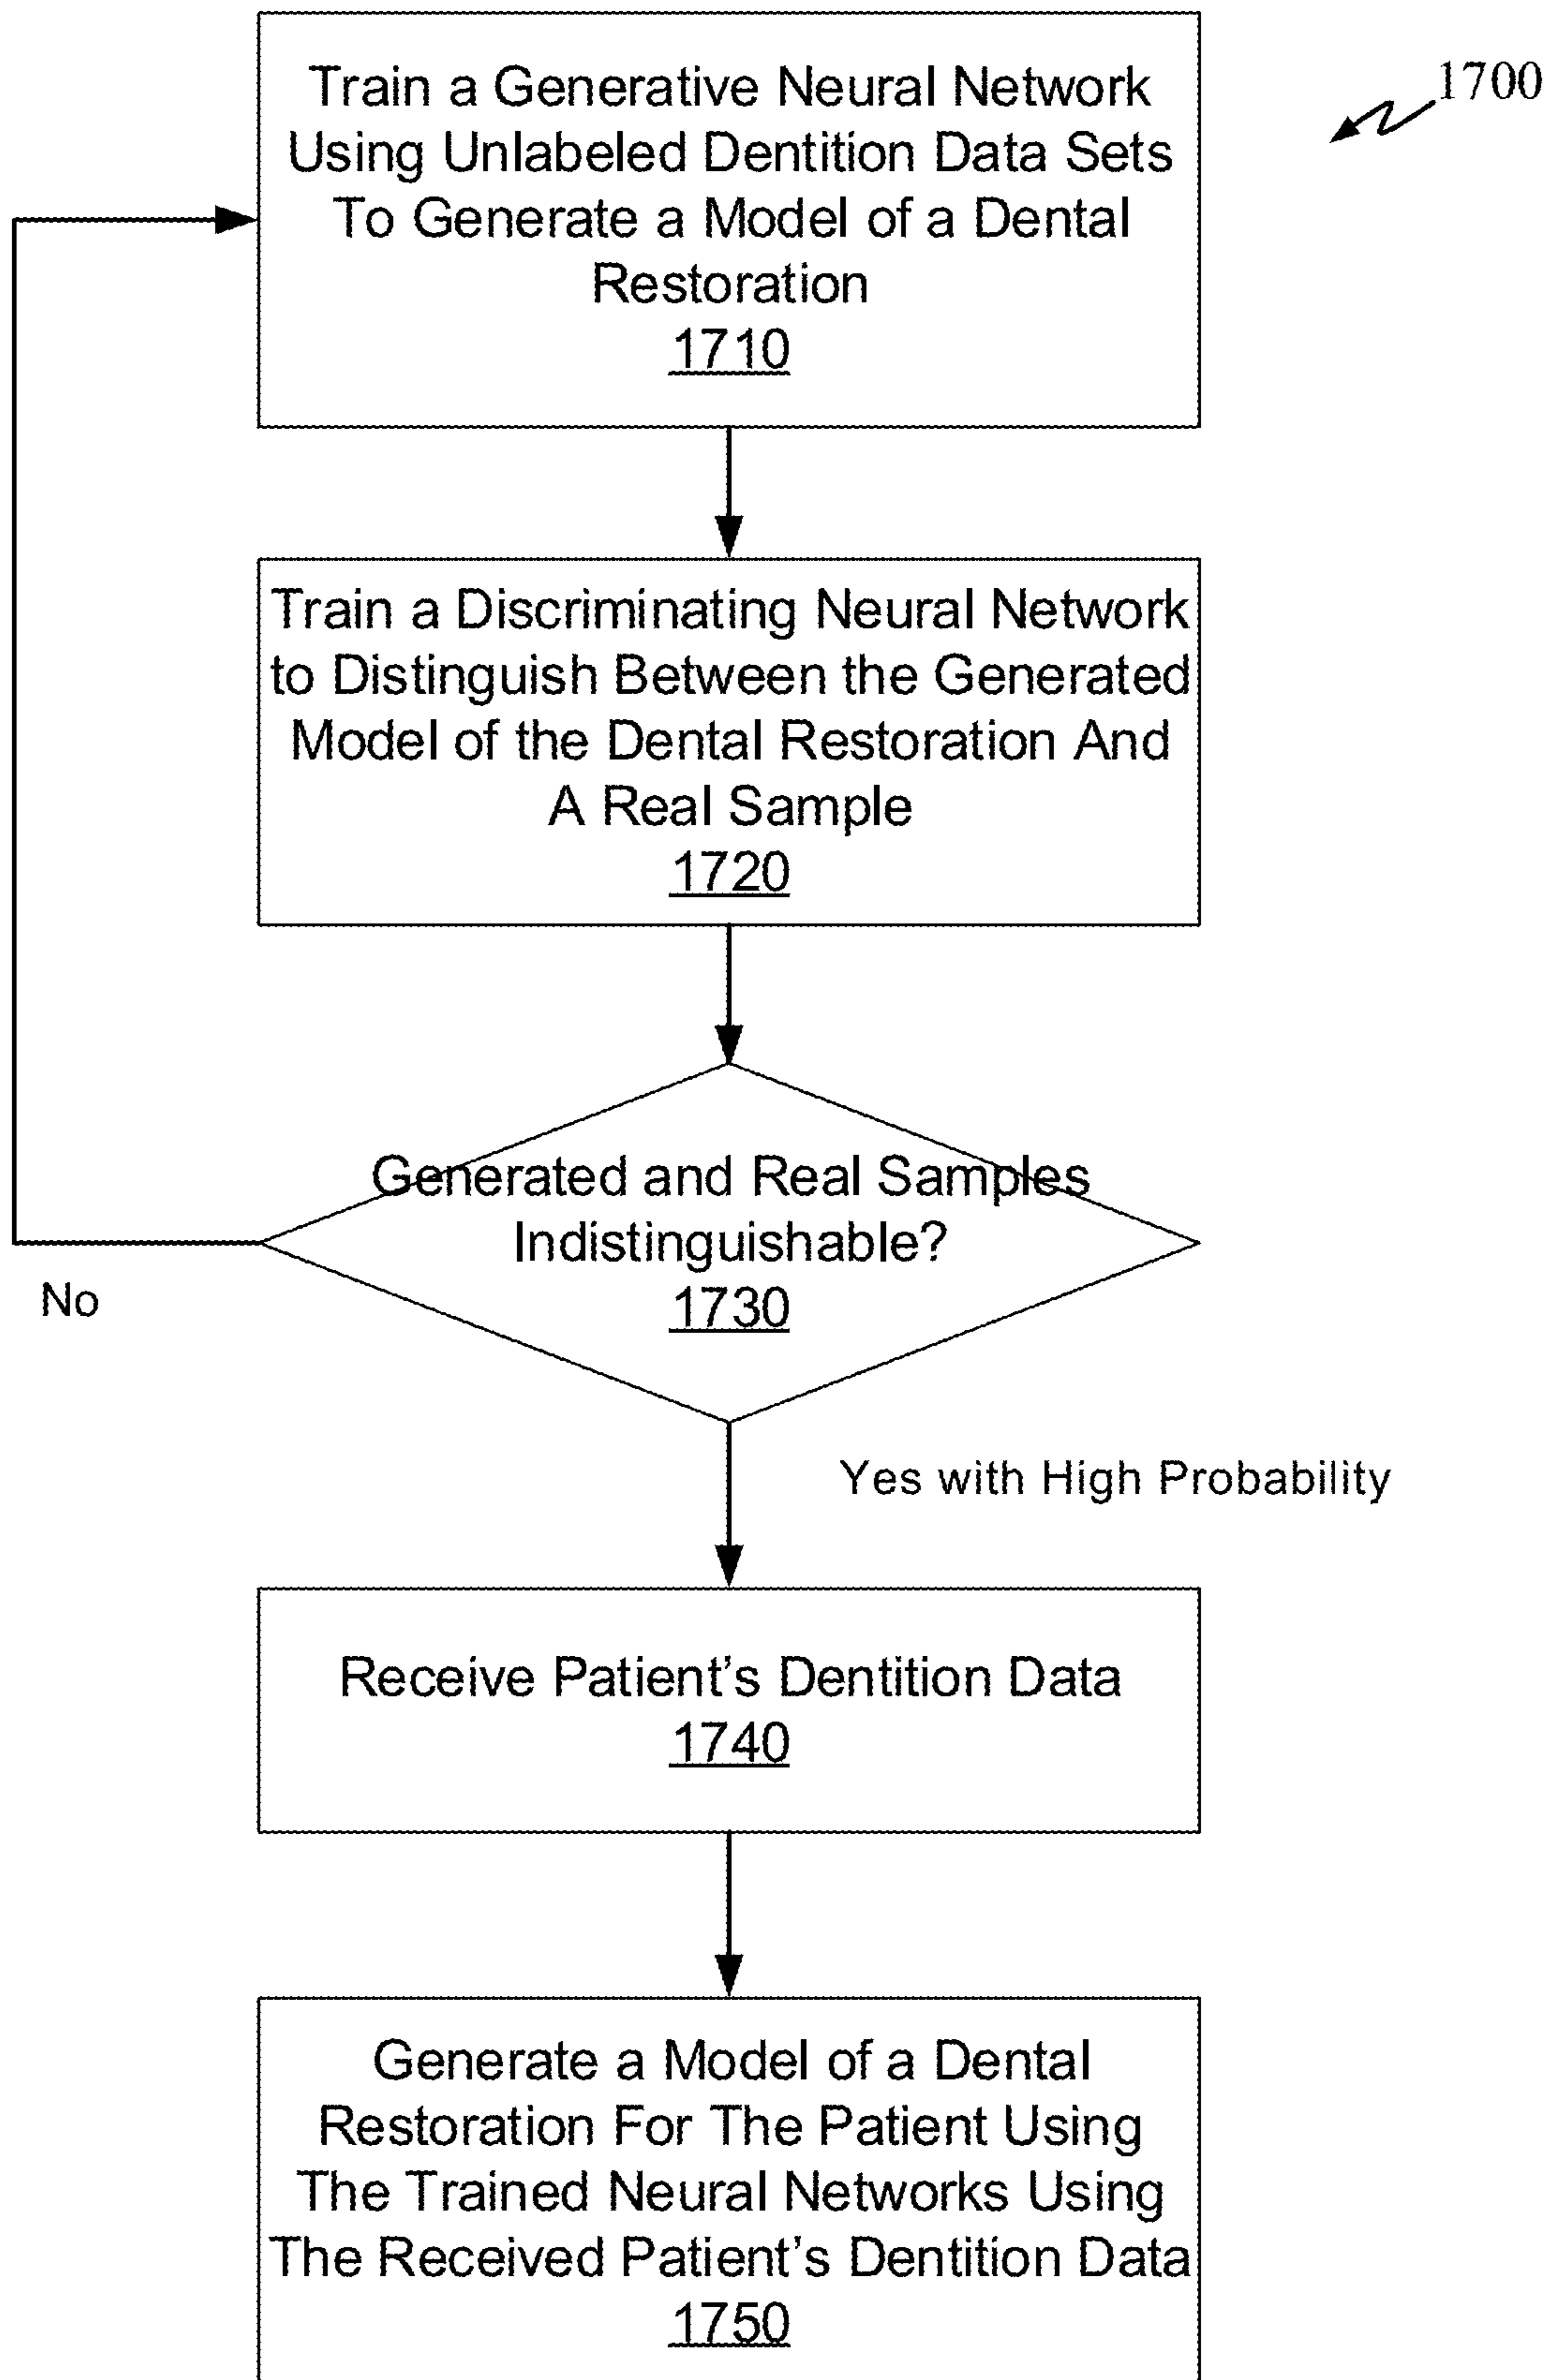 1700
Train a Generative Neural Network
Using Unlabeled Dentition Data Sets
To Generate a Model of a Dental
Restoration
1710
Train a Discriminating Neural Network
to Distinguish Between the Generated
Model of the Dental Restoration And
A Real Sample
1720
Generated and Real Samples
Indistinguishable?
1730
No
Yes with High Probability
Receive Patient’s Dentition Data
1740
Generate a Model of a Dental
Restoration For The Patient Using
The Trained Neural Networks Using
The Received Patient’s Dentition Data
1750